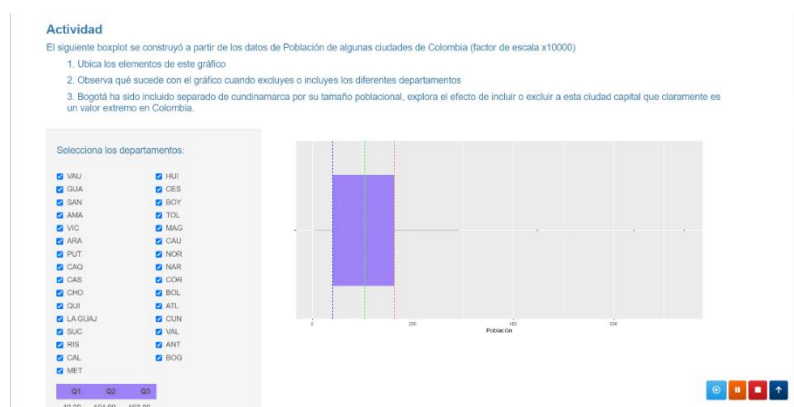 Actividad
El siguiente boxplot se construyó a partir de los datos de Población de algunas ciudades de Colombia (factor de escala x10000)
1. Ubica los elementos de este gráfico
2. Observa qué sucede con el gráfico cuando excluyes o incluyes los diferentes departamentos
3. Bogotá ha sido incluido separado de cundinamarca por su tamaño poblacional, explora el efecto de incluir o excluir a esta ciudad capital que claramente es
un valor extremo en Colombia.
Selecciona los departamentos:
VAU HUI
GUA CES
SAN BOY
AMA TOL
VIC MAG
ARA CAU
PUT NOR
CAQ NAR
CAS COR
CHO BOL
QUI ATL
LA GUAJ CUN
SUC VAL
RIS ANT
CAL BOG
MET
0 200 400 600
Población
Q1 Q2 Q3